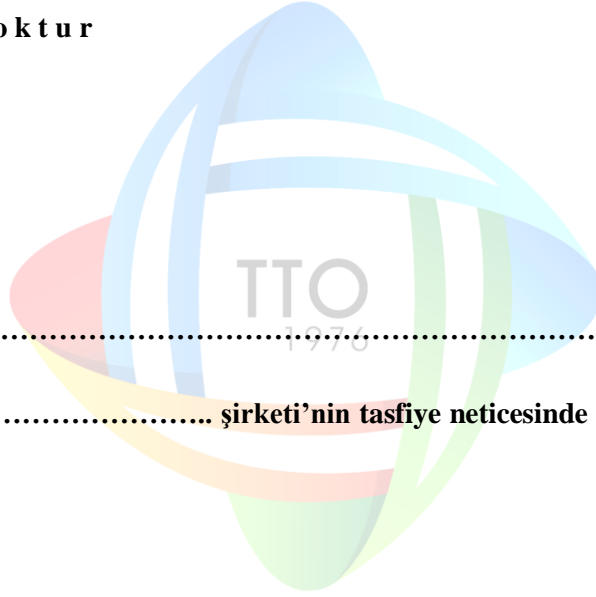 o k t u r
TTO
1976
………………………………………………………………
………………….. şirketi’nin tasfiye neticesinde